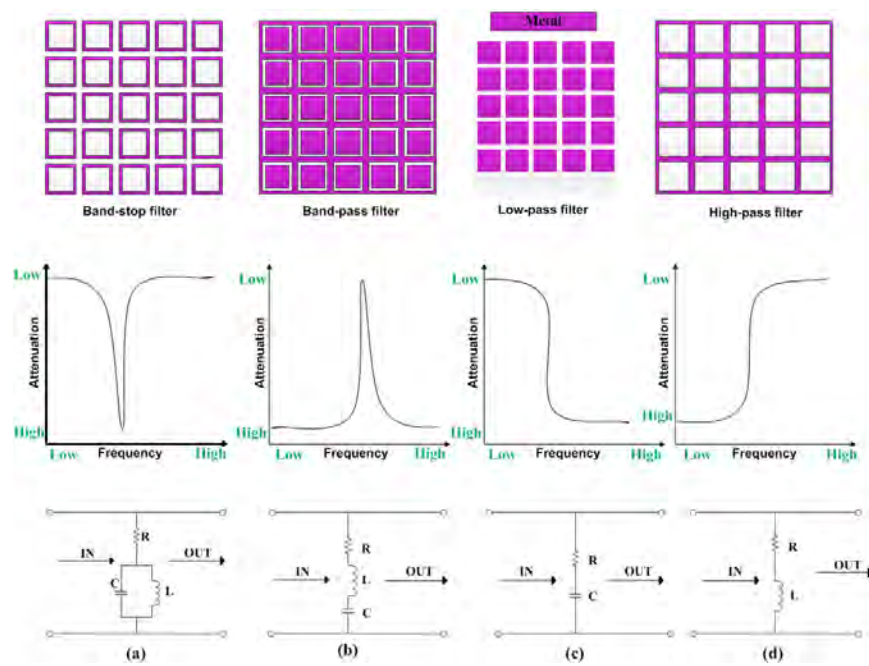 Metal
Band-stop filter
Band-pass filter
Low-pass filter
High-pass filter
Low
Attenuation
High
Low
Frequency
High
Low
Attenuation
High
Low
Frequency
High
Low
Attenuation
High
Low
Frequency
High
Low
Attenuation
High
Low
Frequency
High
R
IN
OUT
C
L
(a)
R
IN
L
OUT
C
(b)
R
IN
OUT
C
(c)
R
IN
OUT
L
(d)